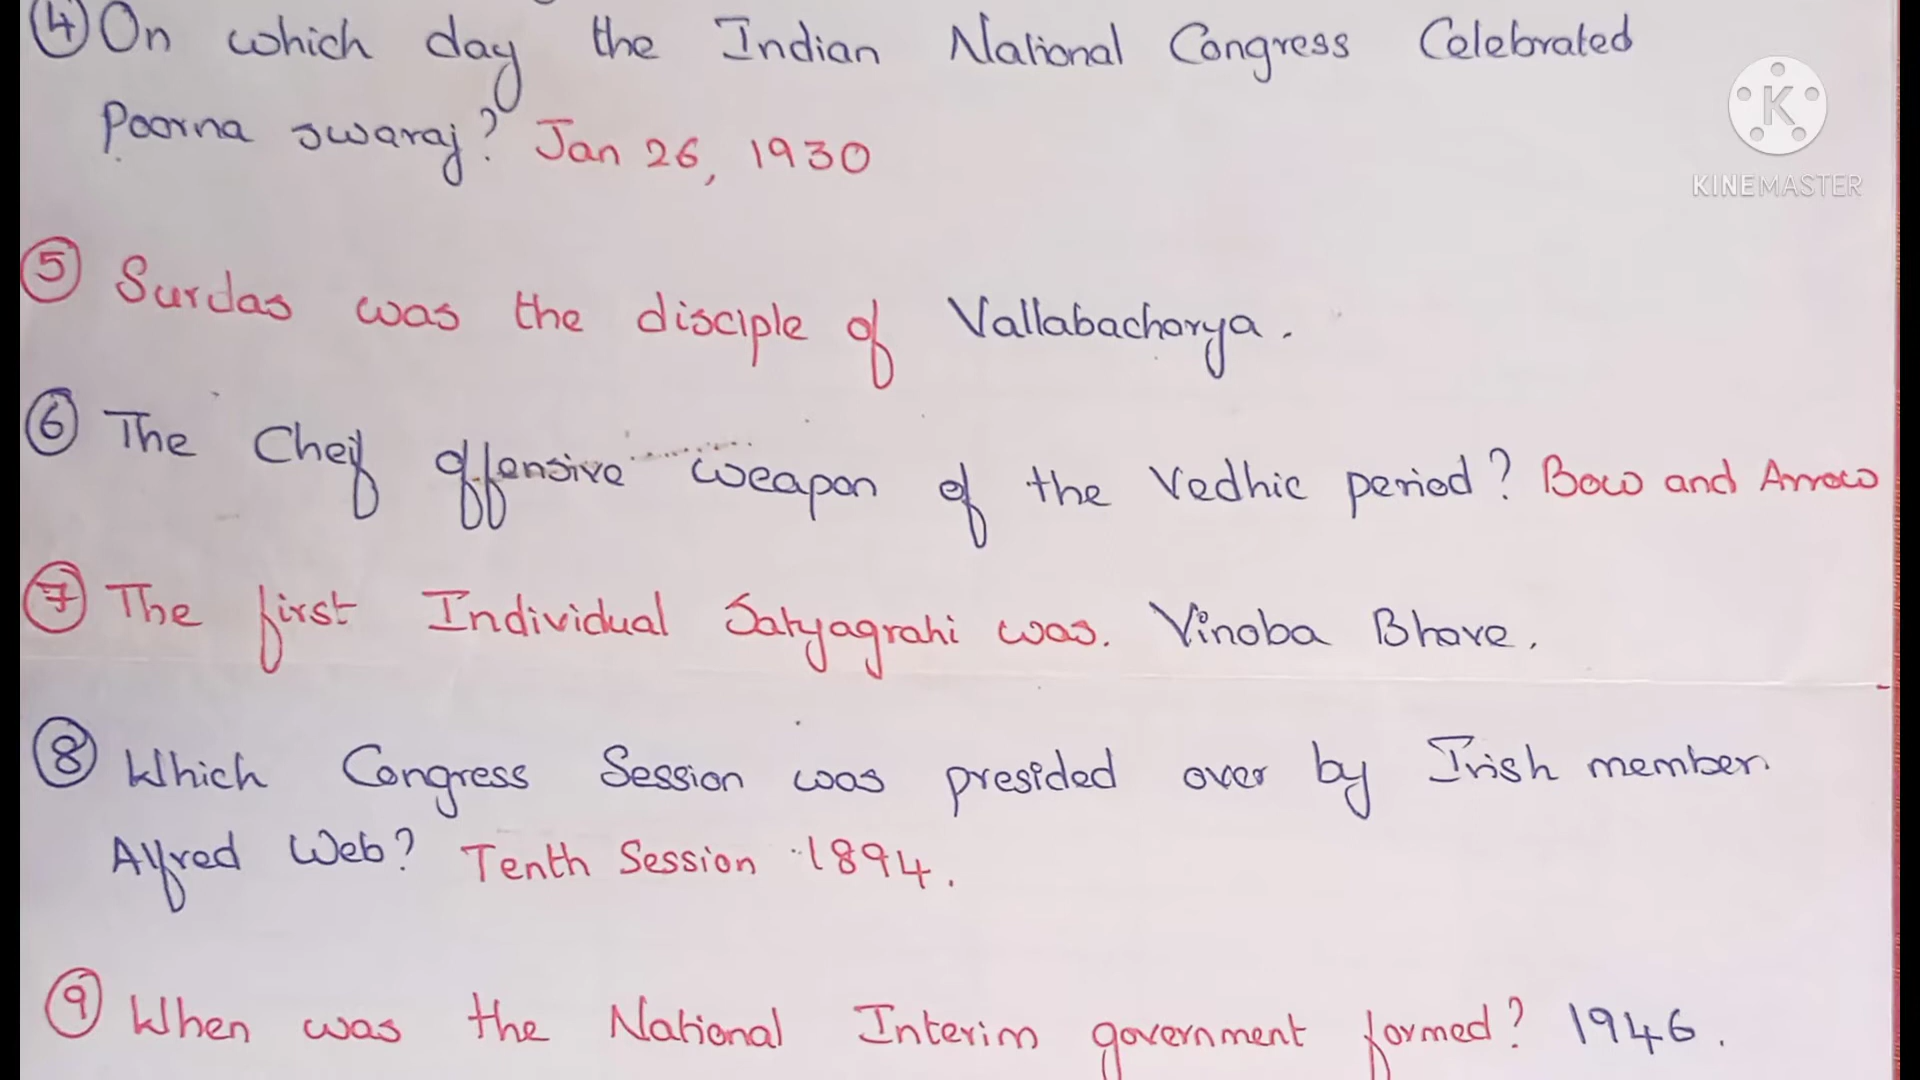 ④ On which day the Indian National Congress Celebrated
Poorna swaraj? Jan 26, 1930
KINEMASTER
⑤ Surdas was the disciple of Vallabacharya.
⑥ The Cheif offensive weapon of the Vedhic period? Bow and Arrow
⑦ The first Individual Satyagrahi was. Vinoba Bhave.
⑧ Which Congress Session was presided over by Irish member
Alfred Web? Tenth Session 1894.
⑨ When was the National Interim government formed? 1946.